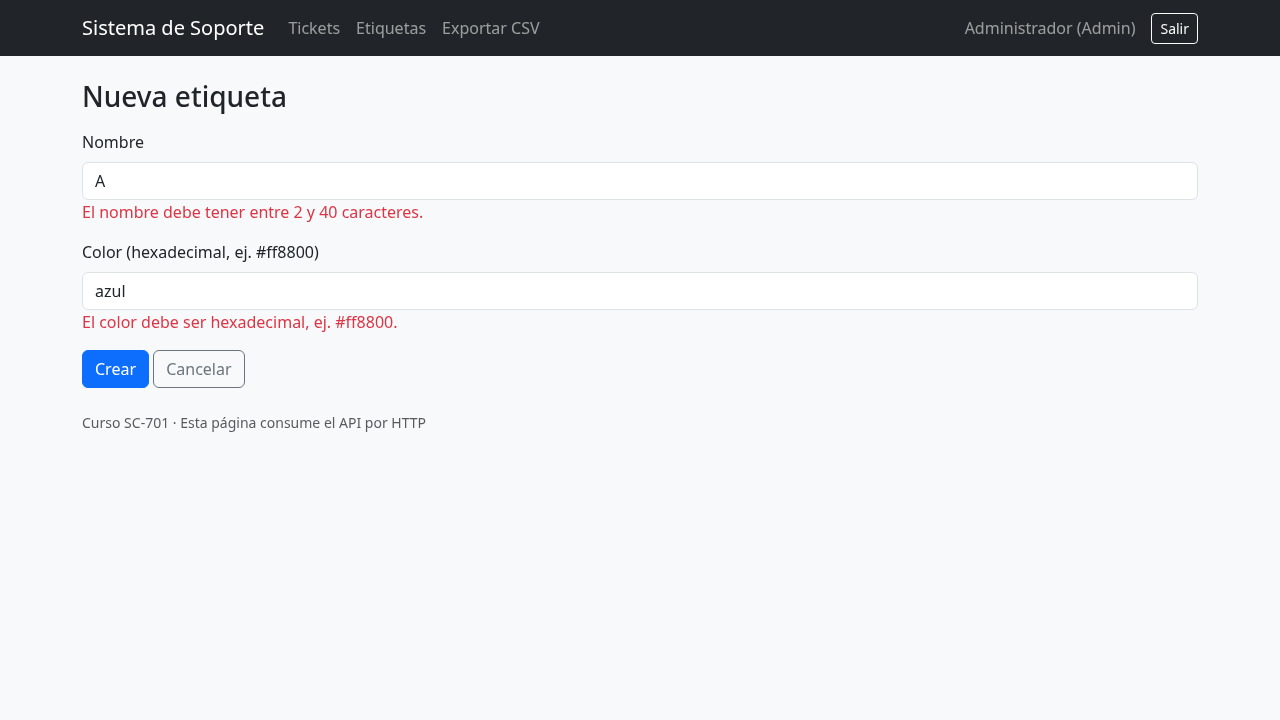 Sistema de Soporte Tickets Etiquetas Exportar CSV Administrador (Admin) Salir
Nueva etiqueta
Nombre
A
El nombre debe tener entre 2 y 40 caracteres.
Color (hexadecimal, ej. #ff8800)
azul
El color debe ser hexadecimal, ej. #ff8800.
Crear Cancelar
Curso SC-701 · Esta página consume el API por HTTP